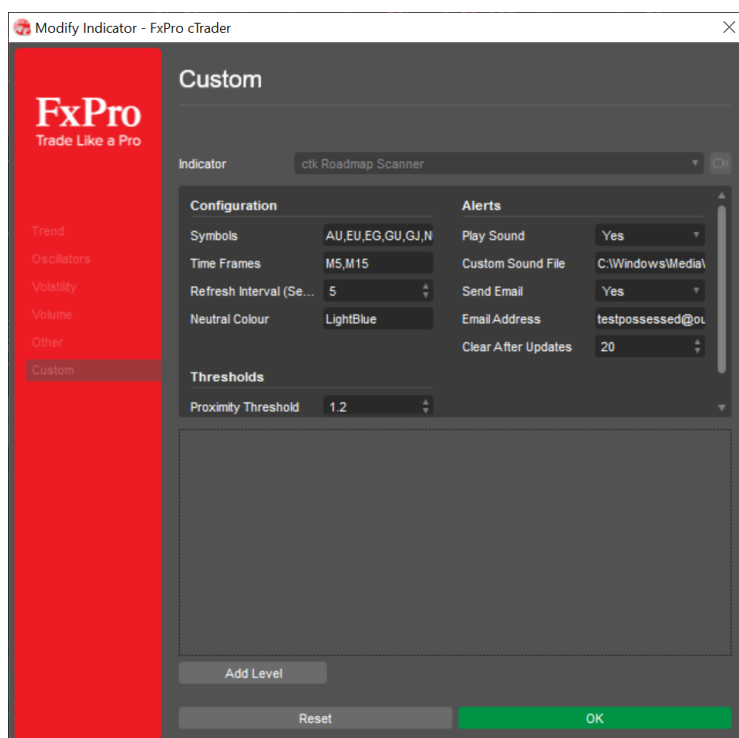 Modify Indicator - FxPro cTrader
Custom
FxPro
Trade Like a Pro
Indicator ctk Roadmap Scanner
Configuration
Symbols AU,EU,EG,GU,GJ,N
Time Frames M5,M15
Refresh Interval (Se... 5
Neutral Colour LightBlue
Thresholds
Proximity Threshold 1.2
Alerts
Play Sound Yes
Custom Sound File C:\Windows\Media\
Send Email Yes
Email Address testpossessed@ou
Clear After Updates 20
Trend
Oscillators
Volatility
Volume
Other
Custom
Add Level
Reset
OK